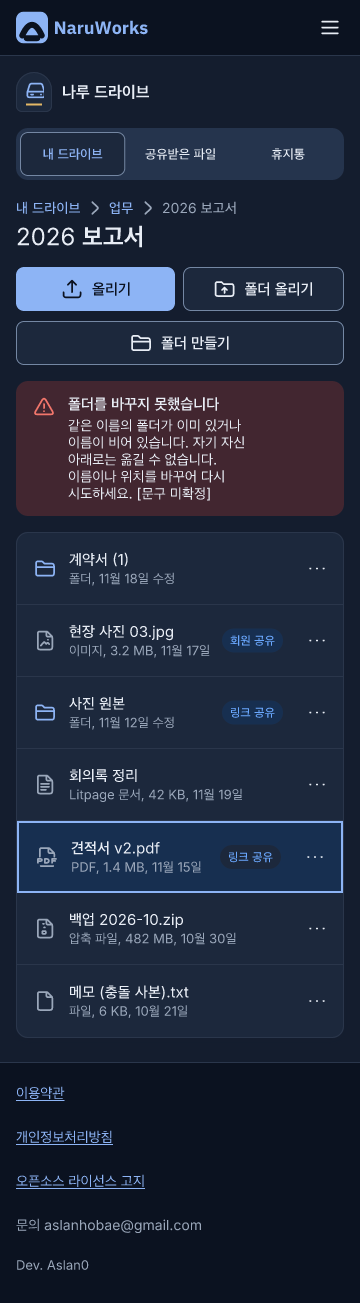 NaruWorks
나루 드라이브
내 드라이브 공유받은 파일 휴지통
내 드라이브 > 업무 > 2026 보고서
2026 보고서
올리기 폴더 올리기
폴더 만들기
폴더를 바꾸지 못했습니다
같은 이름의 폴더가 이미 있거나
이름이 비어 있습니다. 자기 자신
아래로는 옮길 수 없습니다.
이름이나 위치를 바꾸어 다시
시도하세요. [문구 미확정]
계약서 (1)
폴더, 11월 18일 수정
현장 사진 03.jpg
이미지, 3.2 MB, 11월 17일
회원 공유
사진 원본
폴더, 11월 12일 수정
링크 공유
회의록 정리
Litpage 문서, 42 KB, 11월 19일
PDF
견적서 v2.pdf
PDF, 1.4 MB, 11월 15일
링크 공유
백업 2026-10.zip
압축 파일, 482 MB, 10월 30일
메모 (충돌 사본).txt
파일, 6 KB, 10월 21일
이용약관
개인정보처리방침
오픈소스 라이선스 고지
문의 aslanhobae@gmail.com
Dev. Aslan0